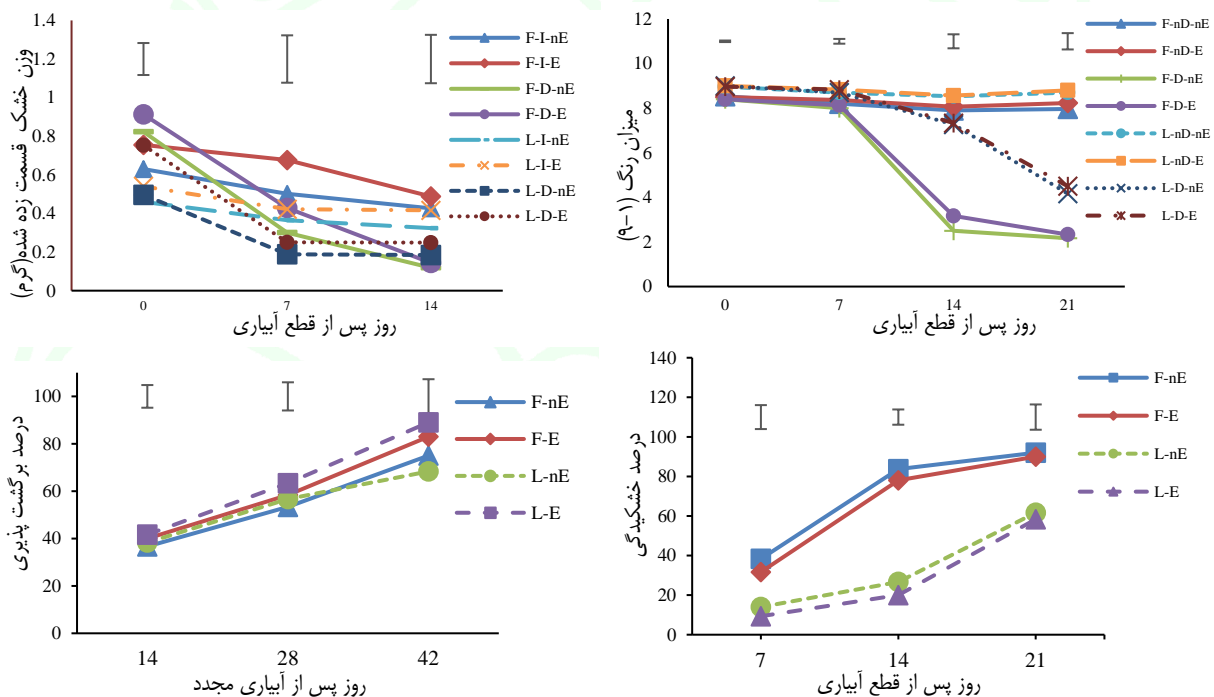 وزن خشک قسمت زده شده(گرم)
1.4
1.2
1
0.8
0.6
0.4
0.2
0
0
7
14
روز پس از قطع آبیاری
F-I-nE
F-I-E
F-D-nE
F-D-E
L-I-nE
L-I-E
L-D-nE
L-D-E
میزان رنگ (۱-۹)
12
10
8
6
4
2
0
0
7
14
21
روز پس از قطع آبیاری
F-nD-nE
F-nD-E
F-D-nE
F-D-E
L-nD-nE
L-nD-E
L-D-nE
L-D-E
درصد برگشت پذیری
100
80
60
40
20
0
14
28
42
روز پس از آبیاری مجدد
F-nE
F-E
L-nE
L-E
درصد خشکیدگی
140
120
100
80
60
40
20
0
7
14
21
روز پس از قطع آبیاری
F-nE
F-E
L-nE
L-E